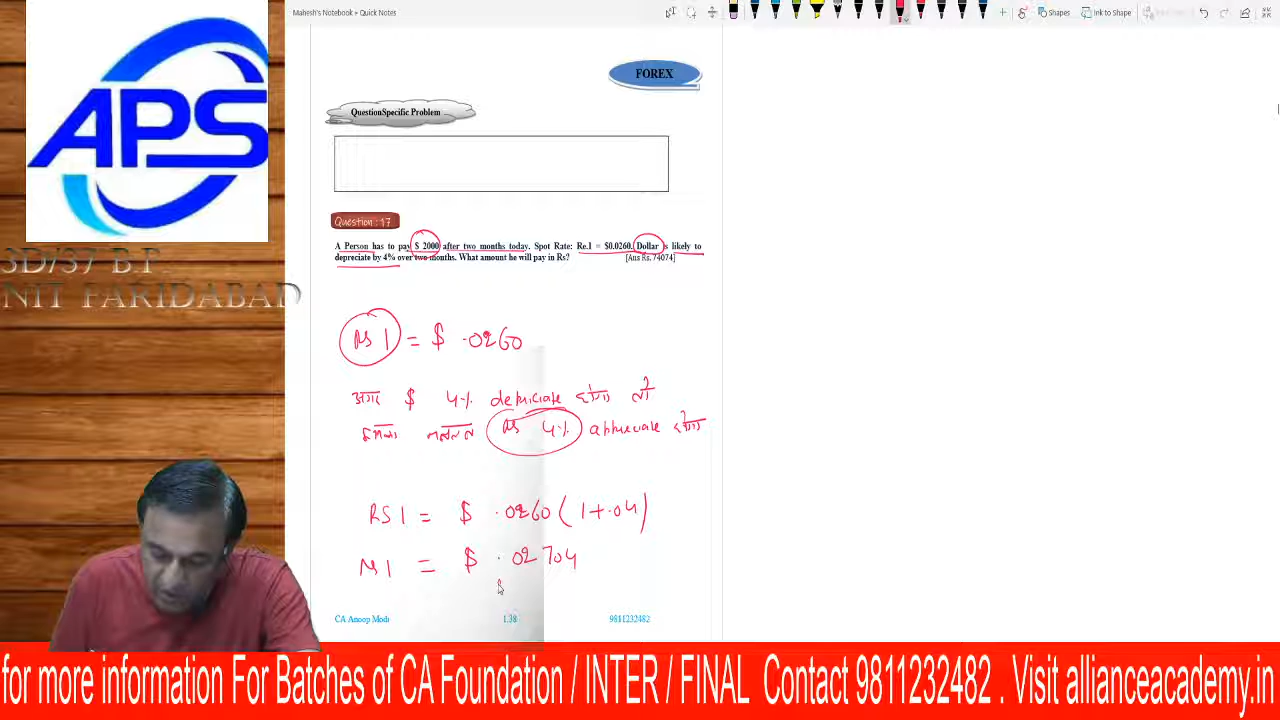 Mahesh's Notebook » Quick Notes
Shapes
Ink to Shape
APS
3D/37 B.P.
NIT FARIDABAD
FOREX
QuestionSpecific Problem
Question : 17
A Person has to pay $ 2000 after two months today. Spot Rate: Re.1 = $0.0260. Dollar is likely to
depreciate by 4% over two months. What amount he will pay in Rs? [Ans Rs.74074]
Rs 1 = $ .0260
अगर $ 4% depriciate होगा तो
इसका मतलब Rs 4% appreciate होगा
RS 1 = $ .0260 ( 1 + .04 )
Rs 1 = $ .02704
CA Anoop Modi 1.38 9811232482
for more information For Batches of CA Foundation / INTER / FINAL Contact 9811232482 . Visit allianceacademy.in